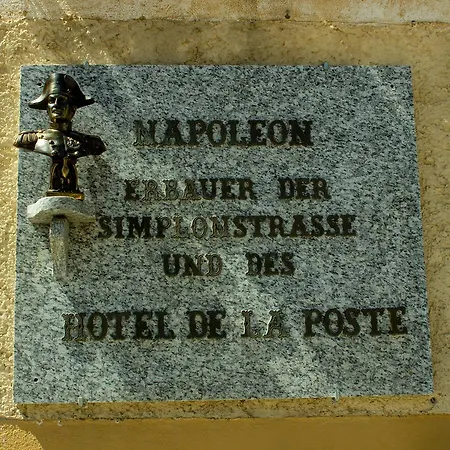 NAPOLEON
ERBAUER DER
SIMPLONSTRASSE
UND DES
HOTEL DE LA POSTE